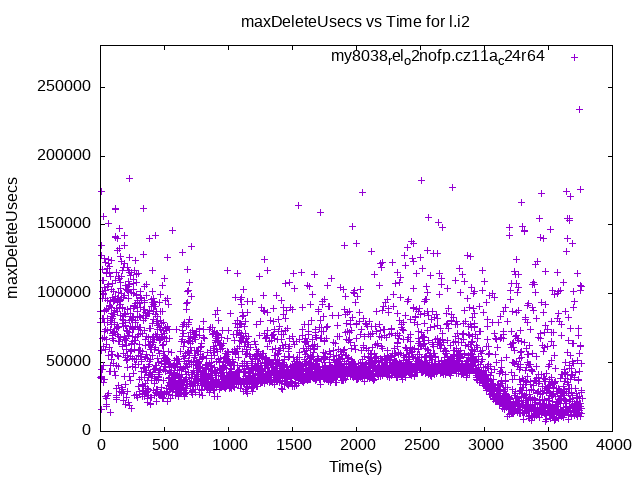 maxDeleteUsecs vs Time for l.i2
my8038rel_o2nofp.cz11a_c24r64
250000
200000
150000
100000
50000
0
maxDeleteUsecs
0 500 1000 1500 2000 2500 3000 3500 4000
Time(s)